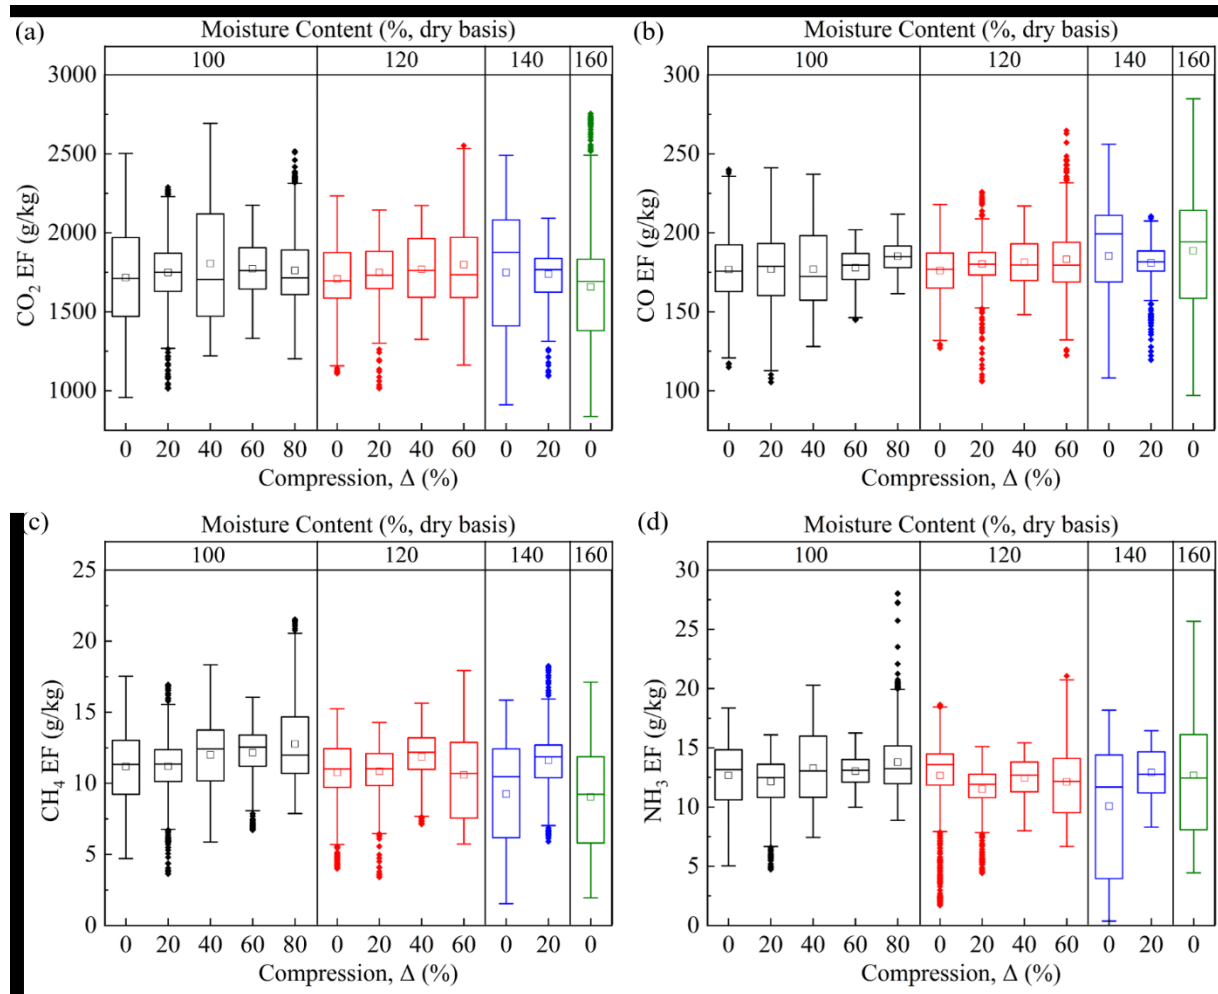 (a)
Moisture Content (%, dry basis)
100 120 140 160
3000
2500
2000
1500
1000
CO₂ EF (g/kg)
0 20 40 60 80 0 20 40 60 0 20 0
Compression, Δ (%)
(b)
Moisture Content (%, dry basis)
100 120 140 160
300
250
200
150
100
CO EF (g/kg)
0 20 40 60 80 0 20 40 60 0 20 0
Compression, Δ (%)
c)
Moisture Content (%, dry basis)
100 120 140 160
25
20
15
10
5
0
CH₄ EF (g/kg)
0 20 40 60 80 0 20 40 60 0 20 0
Compression, Δ (%)
(d)
Moisture Content (%, dry basis)
100 120 140 160
30
25
20
15
10
5
0
NH₃ EF (g/kg)
0 20 40 60 80 0 20 40 60 0 20 0
Compression, Δ (%)